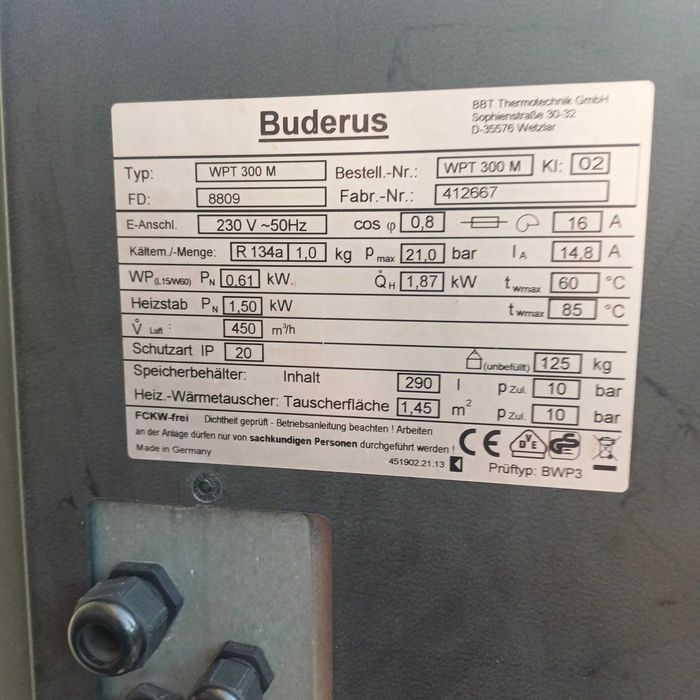 Buderus
BBT Thermotechnik GmbH
Sophienstraße 30-32
D-35576 Wetzlar
Typ: WPT 300 M Bestell.-Nr.: WPT 300 M KI: 02
FD: 8809 Fabr.-Nr.: 412667
E-Anschl. 230 V ~50Hz cos φ 0,8 16 A
Kältem./-Menge: R 134a 1,0 kg p max 21,0 bar I A 14,8 A
WP (L15/W60) P N 0,61 kW. Q̊ H 1,87 kW t wmax 60 °C
Heizstab P N 1,50 kW t wmax 85 °C
V̊ Luft : 450 m³/h
Schutzart IP 20 (unbefüllt) 125 kg
Speicherbehälter: Inhalt 290 l p Zul. 10 bar
Heiz.-Wärmetauscher: Tauscherfläche 1,45 m² p Zul. 10 bar
FCKW-frei Dichtheit geprüft - Betriebsanleitung beachten ! Arbeiten
an der Anlage dürfen nur von sachkundigen Personen durchgeführt werden !
Made in Germany
451902.21.13
CE VDE GS
Prüftyp: BWP3